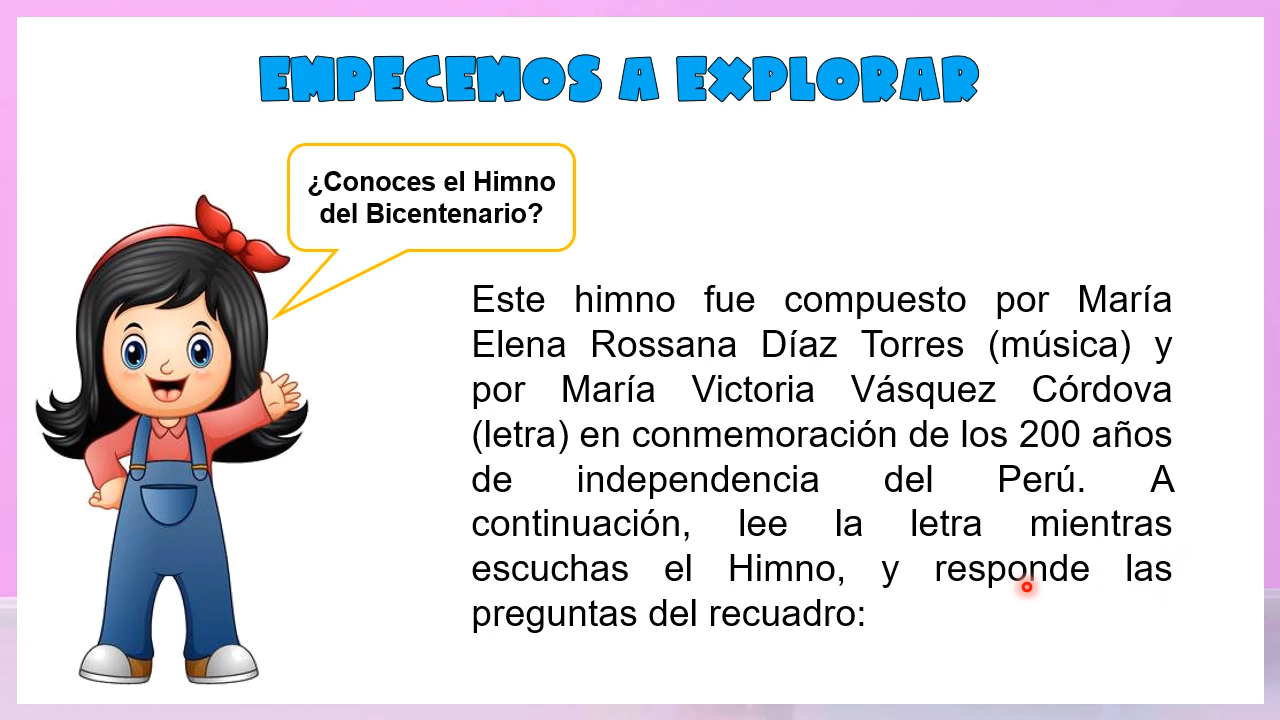 EMPECEMOS A EXPLORAR
¿Conoces el Himno
del Bicentenario?
Este himno fue compuesto por María
Elena Rossana Díaz Torres (música) y
por María Victoria Vásquez Córdova
(letra) en conmemoración de los 200 años
de independencia del Perú. A
continuación, lee la letra mientras
escuchas el Himno, y responde las
preguntas del recuadro: